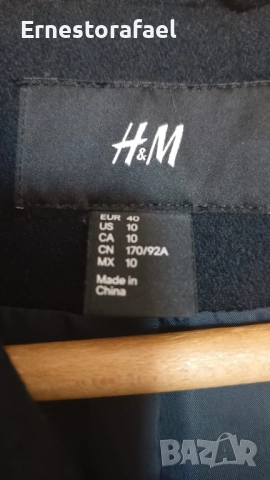 Ernestorafael
H&M
EUR 40
US 10
CA 10
CN 170/92A
MX 10
Made in
China
BAZAR